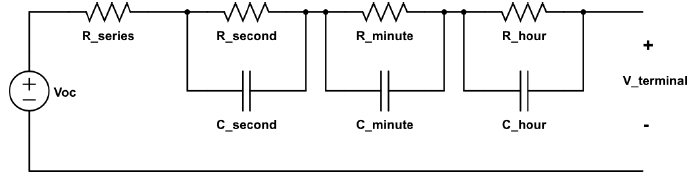 R_series R_second R_minute R_hour
+
+
−
Voc
V_terminal
C_second C_minute C_hour
-